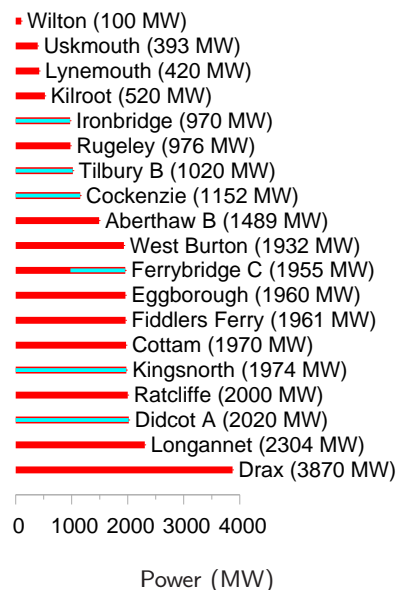 Wilton (100 MW)
Uskmouth (393 MW)
Lynemouth (420 MW)
Kilroot (520 MW)
Ironbridge (970 MW)
Rugeley (976 MW)
Tilbury B (1020 MW)
Cockenzie (1152 MW)
Aberthaw B (1489 MW)
West Burton (1932 MW)
Ferrybridge C (1955 MW)
Eggborough (1960 MW)
Fiddlers Ferry (1961 MW)
Cottam (1970 MW)
Kingsnorth (1974 MW)
Ratcliffe (2000 MW)
Didcot A (2020 MW)
Longannet (2304 MW)
Drax (3870 MW)
0 1000 2000 3000 4000
Power (MW)